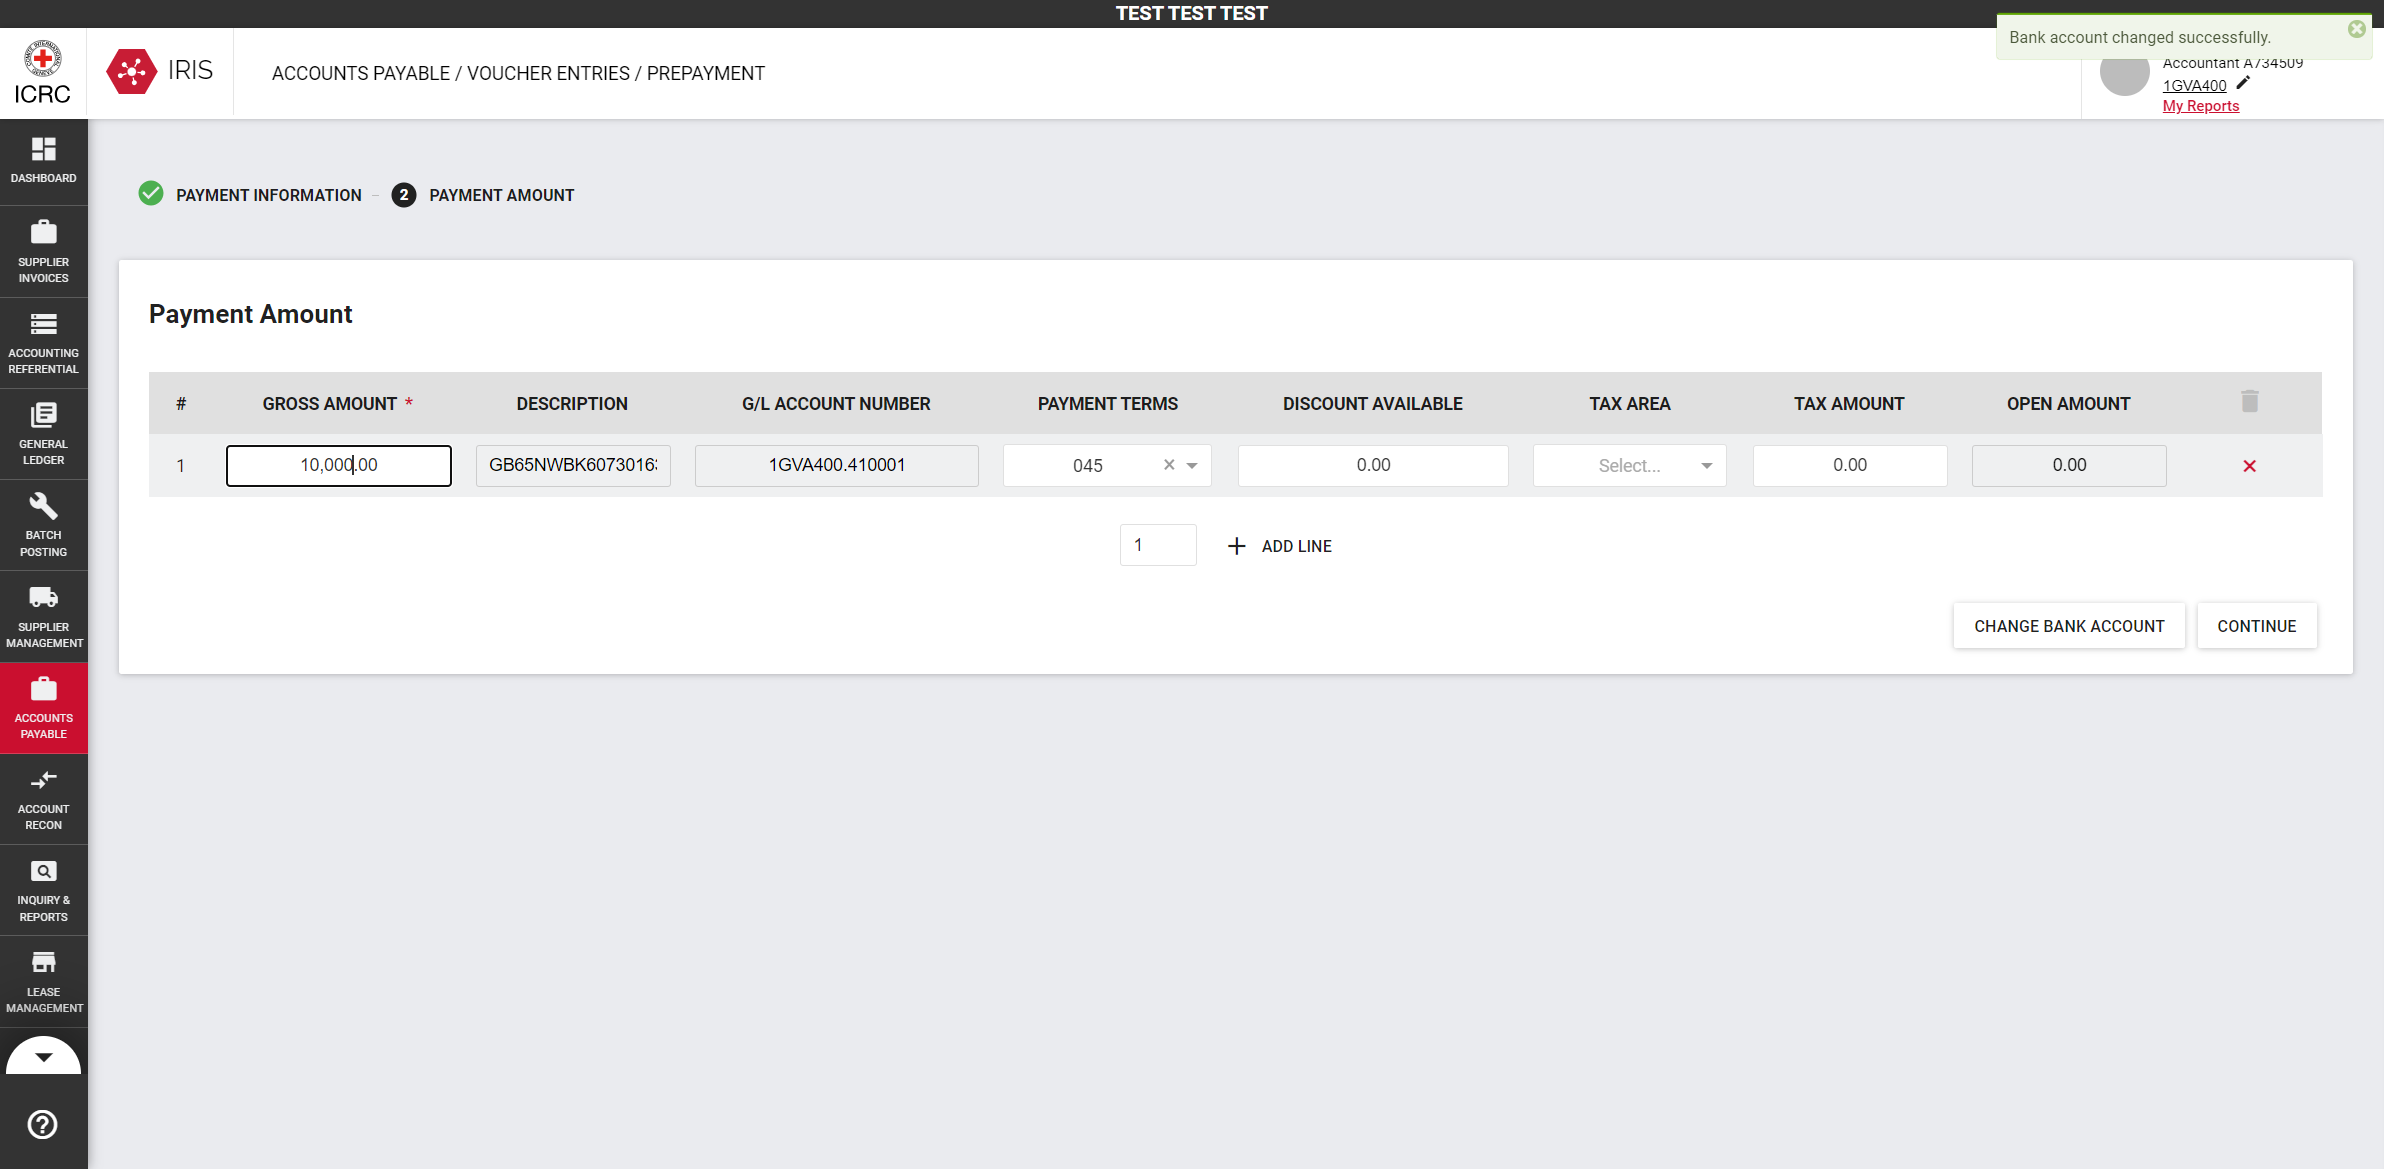 TEST TEST TEST
Bank account changed successfully.
ICRC
IRIS
ACCOUNTS PAYABLE / VOUCHER ENTRIES / PREPAYMENT
Accountant A734509
1GVA400
My Reports
DASHBOARD
SUPPLIER
INVOICES
ACCOUNTING
REFERENTIAL
GENERAL
LEDGER
BATCH
POSTING
SUPPLIER
MANAGEMENT
ACCOUNTS
PAYABLE
ACCOUNT
RECON
INQUIRY &
REPORTS
LEASE
MANAGEMENT
PAYMENT INFORMATION
2 PAYMENT AMOUNT
Payment Amount
# GROSS AMOUNT * DESCRIPTION G/L ACCOUNT NUMBER PAYMENT TERMS DISCOUNT AVAILABLE TAX AREA TAX AMOUNT OPEN AMOUNT
1 10,000.00 GB65NWBK6073016 1GVA400.410001 045 0.00 Select... 0.00 0.00
1 + ADD LINE
CHANGE BANK ACCOUNT CONTINUE